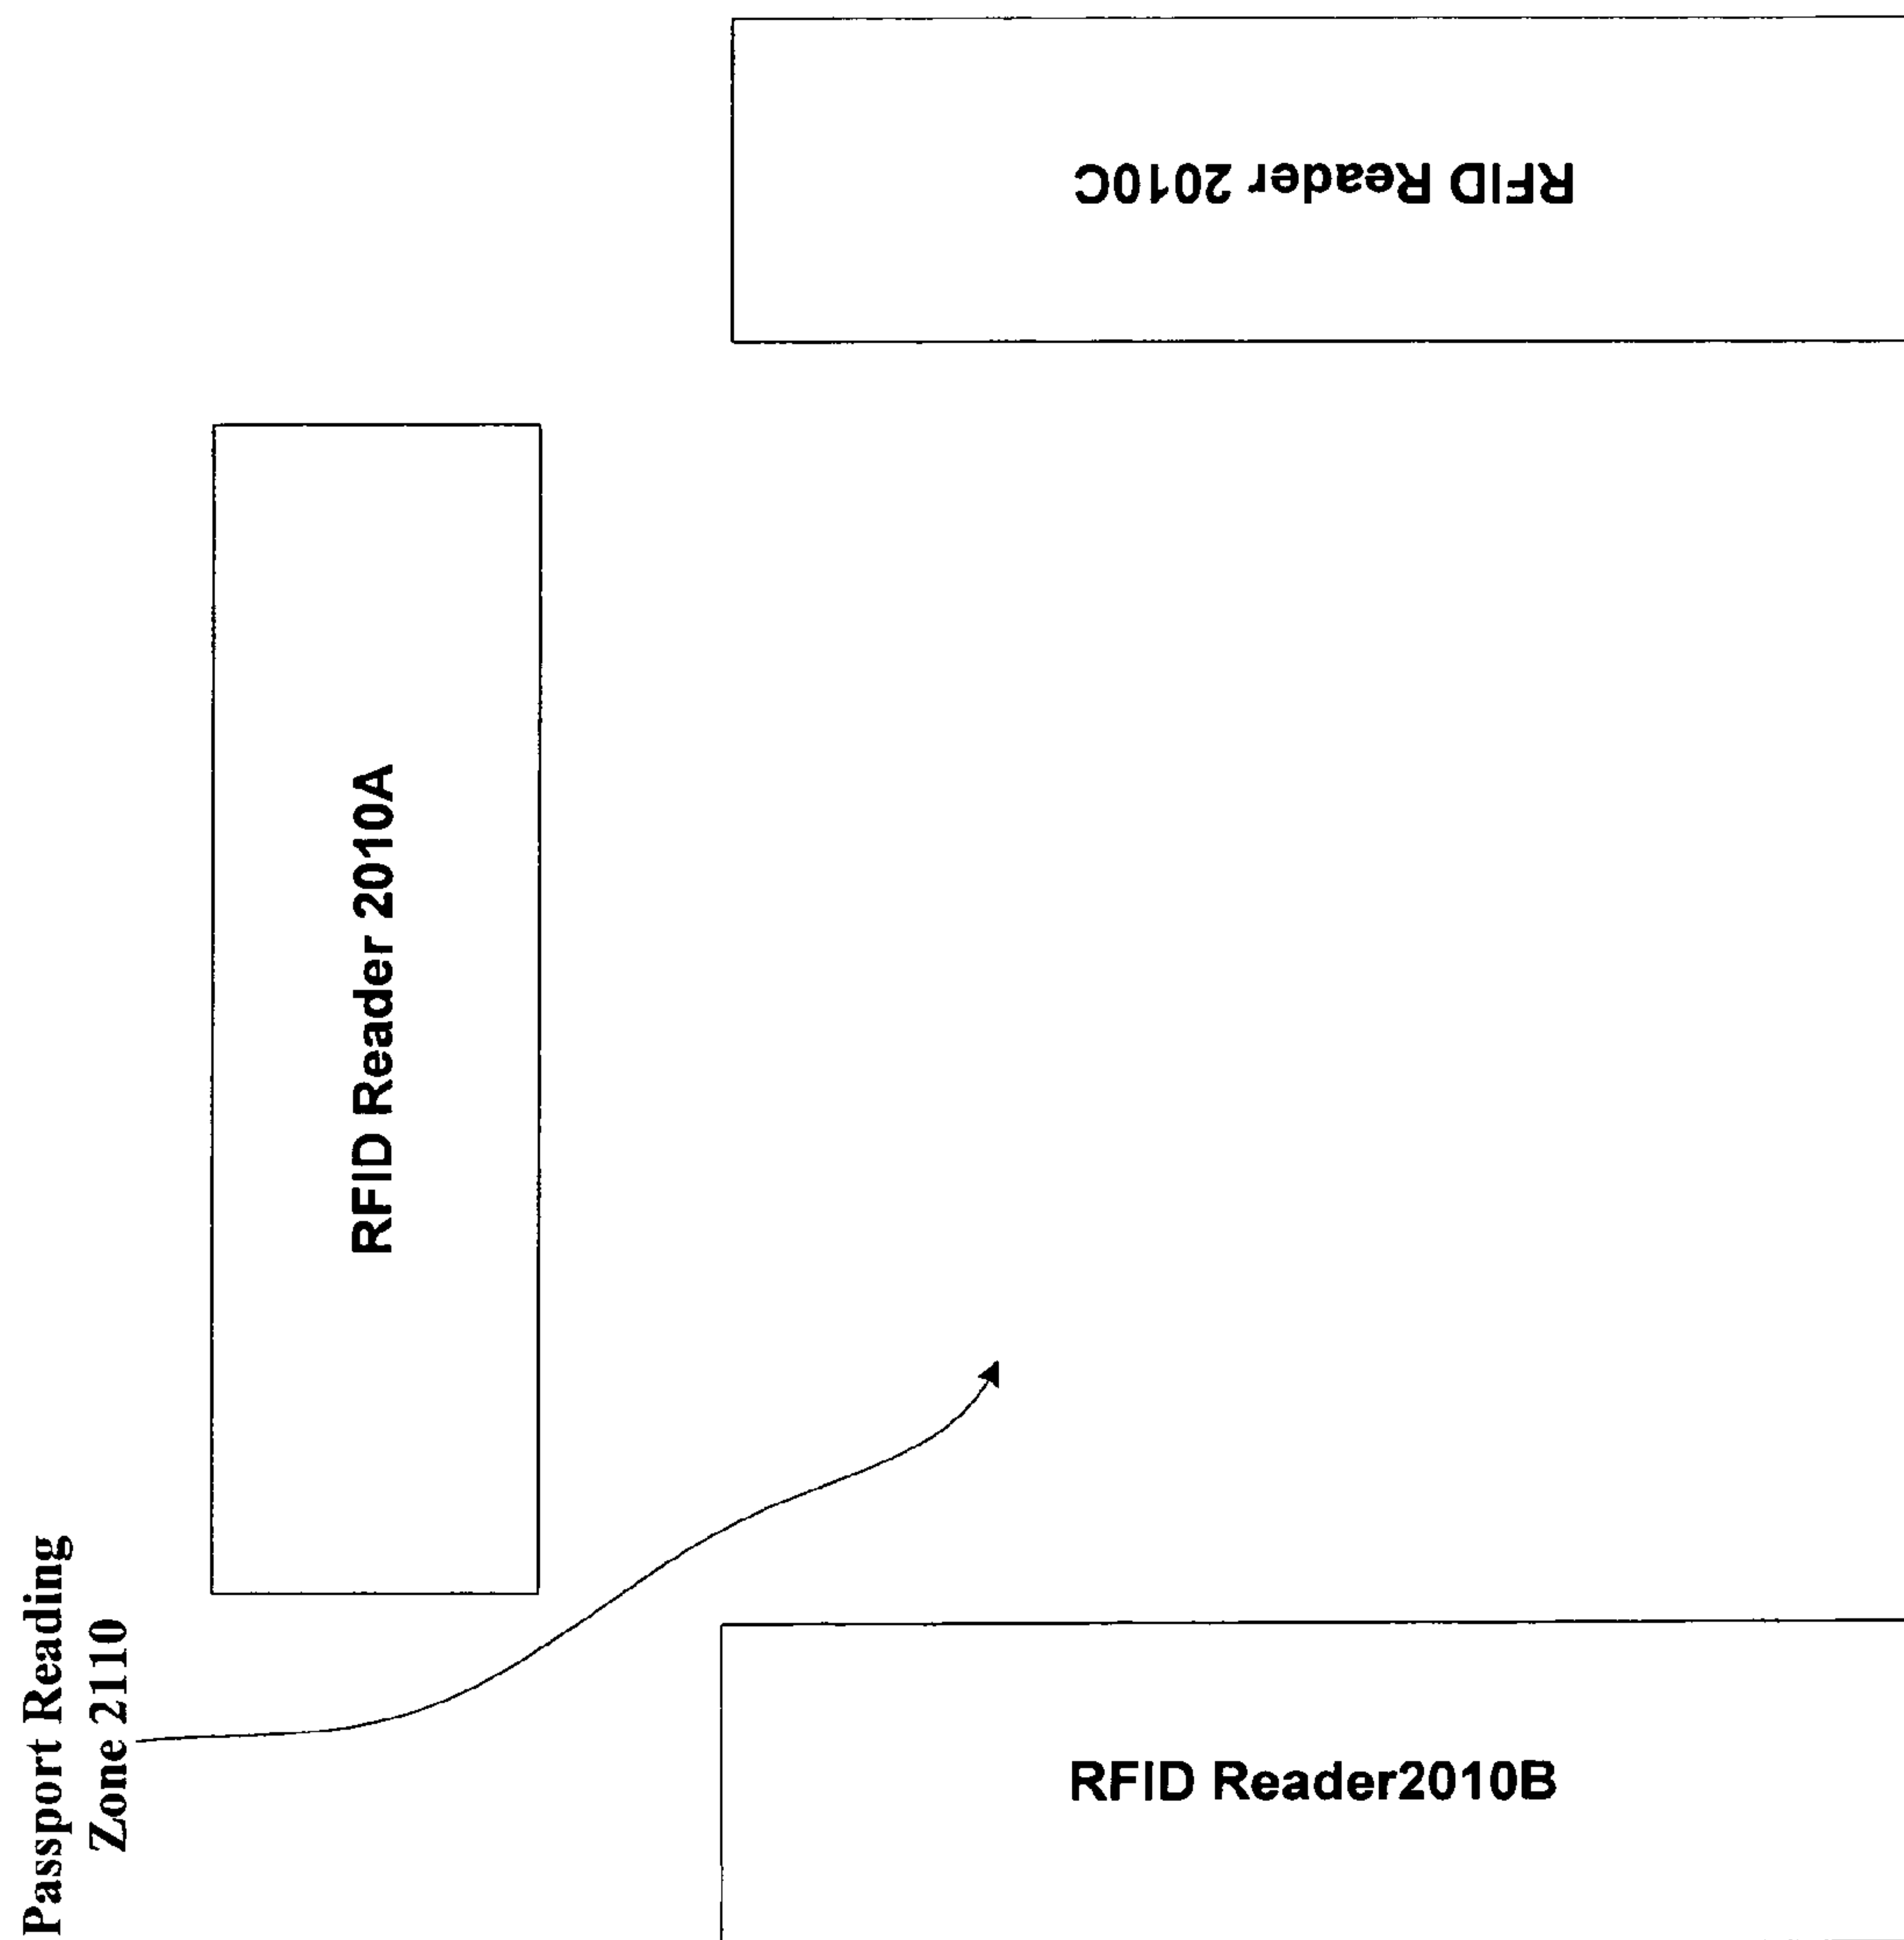 RFID Reader 2010C
RFID Reader 2010A
Passport Reading
Zone 2110
RFID Reader2010B